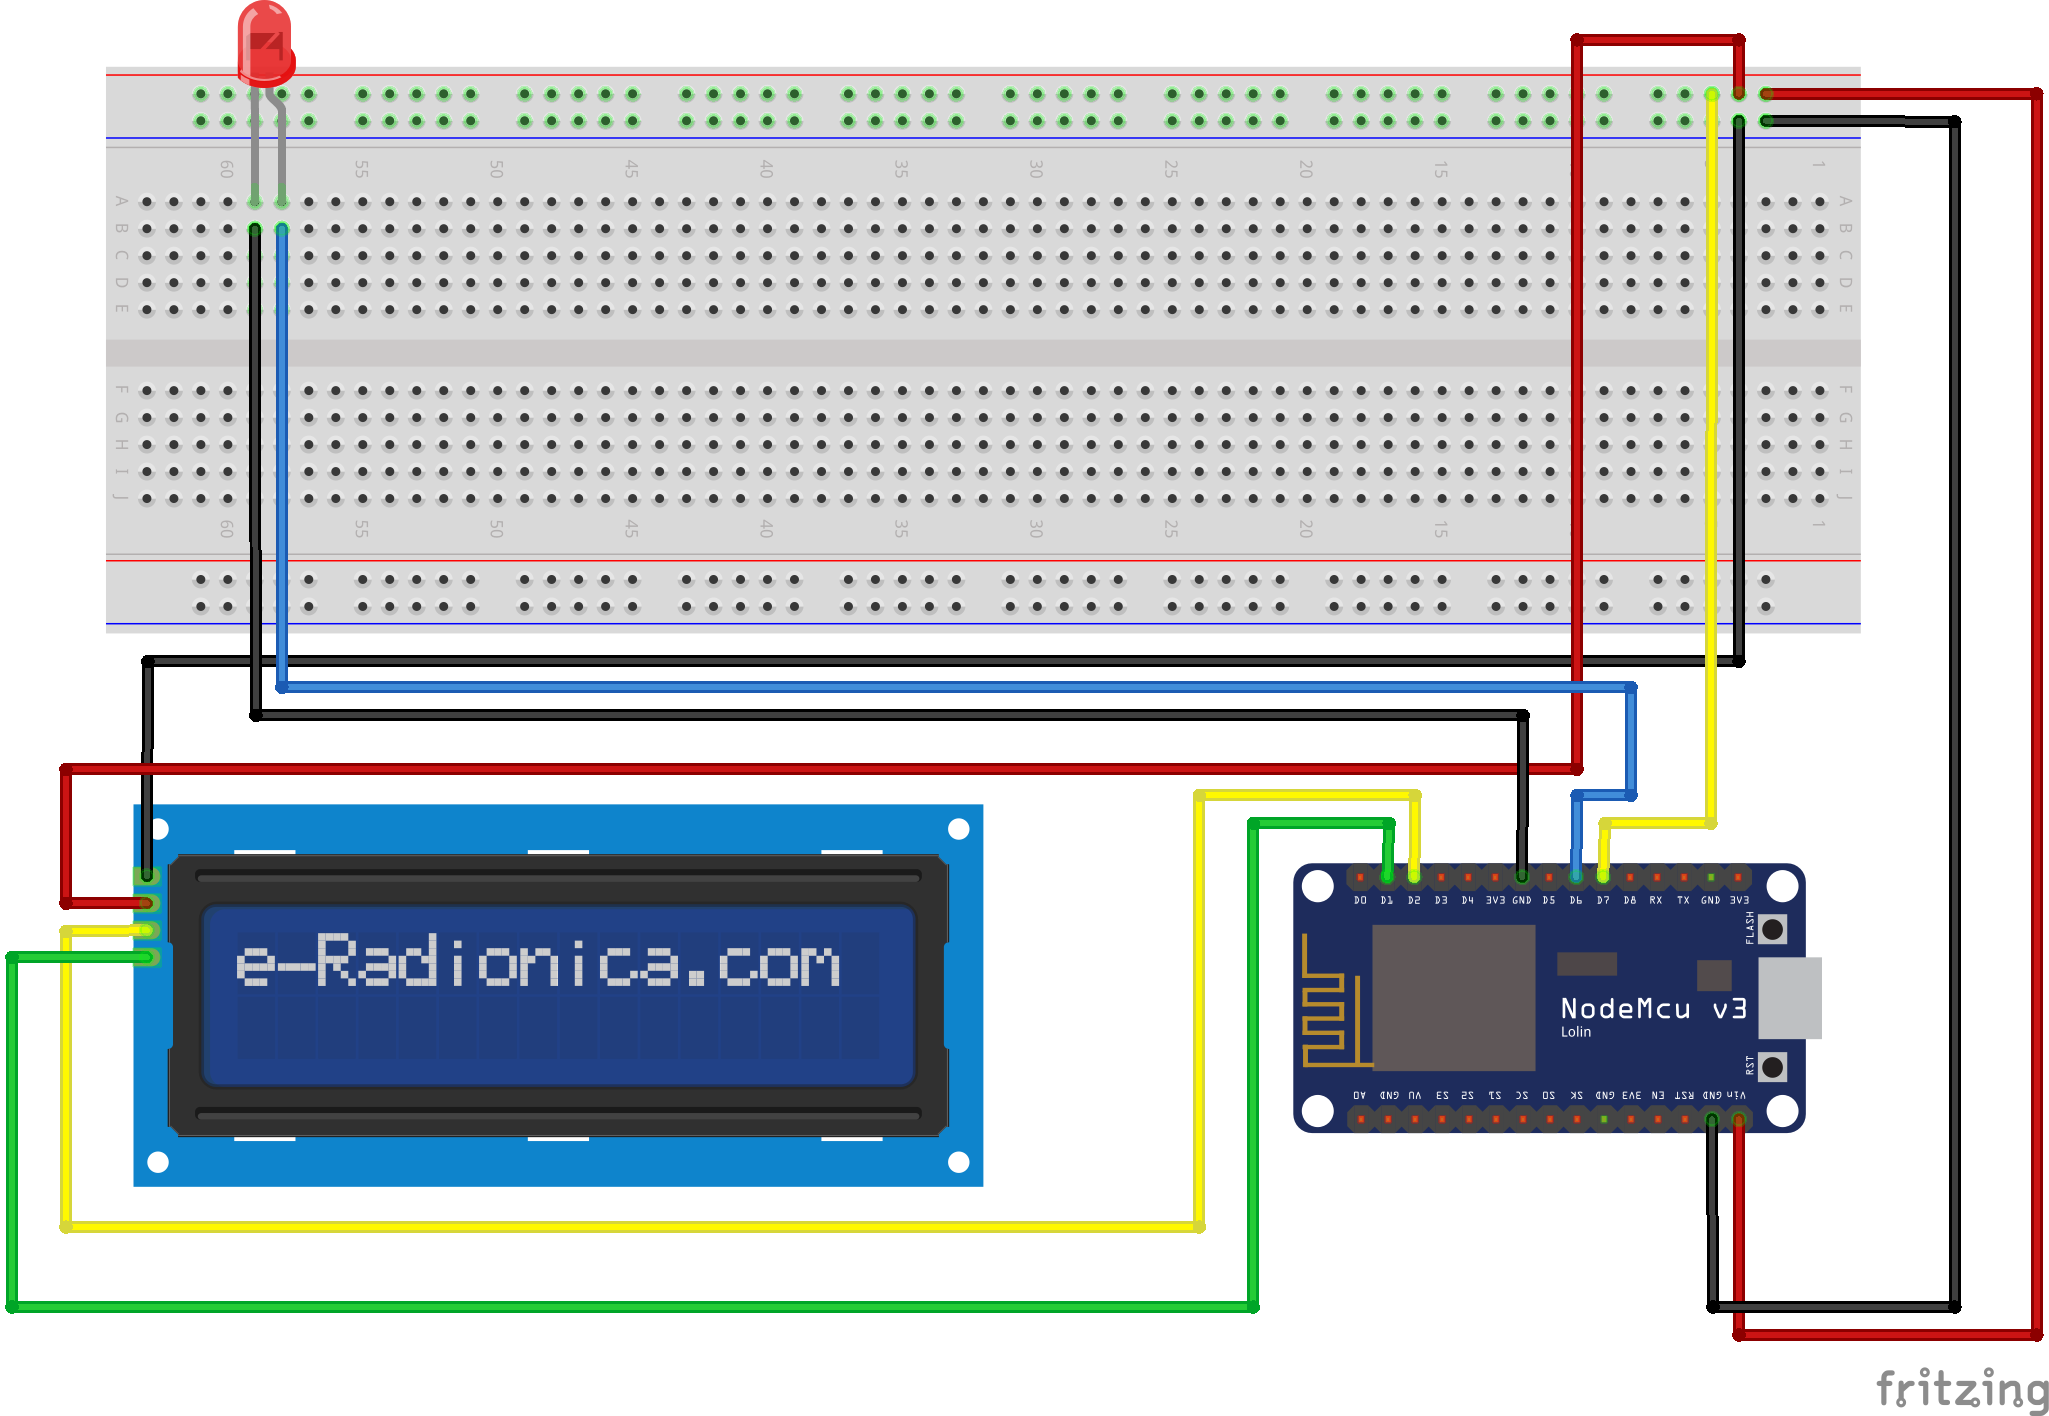 60 55 50 45 40 35 30 25 20 15 1
A A
B B
C C
D D
E E
F F
G G
H H
I I
J J
60 55 50 45 40 35 30 25 20 15 1
D0 D1 D2 D3 D4 3V3 GND D5 D6 D7 D8 RX TX GND 3V3
FLASH
e-Radionica.com
NodeMcu v3
Lolin
RST
A0 GND VU S3 S2 S1 SC S0 SK GND 3V3 EN RST GND Vin
fritzing